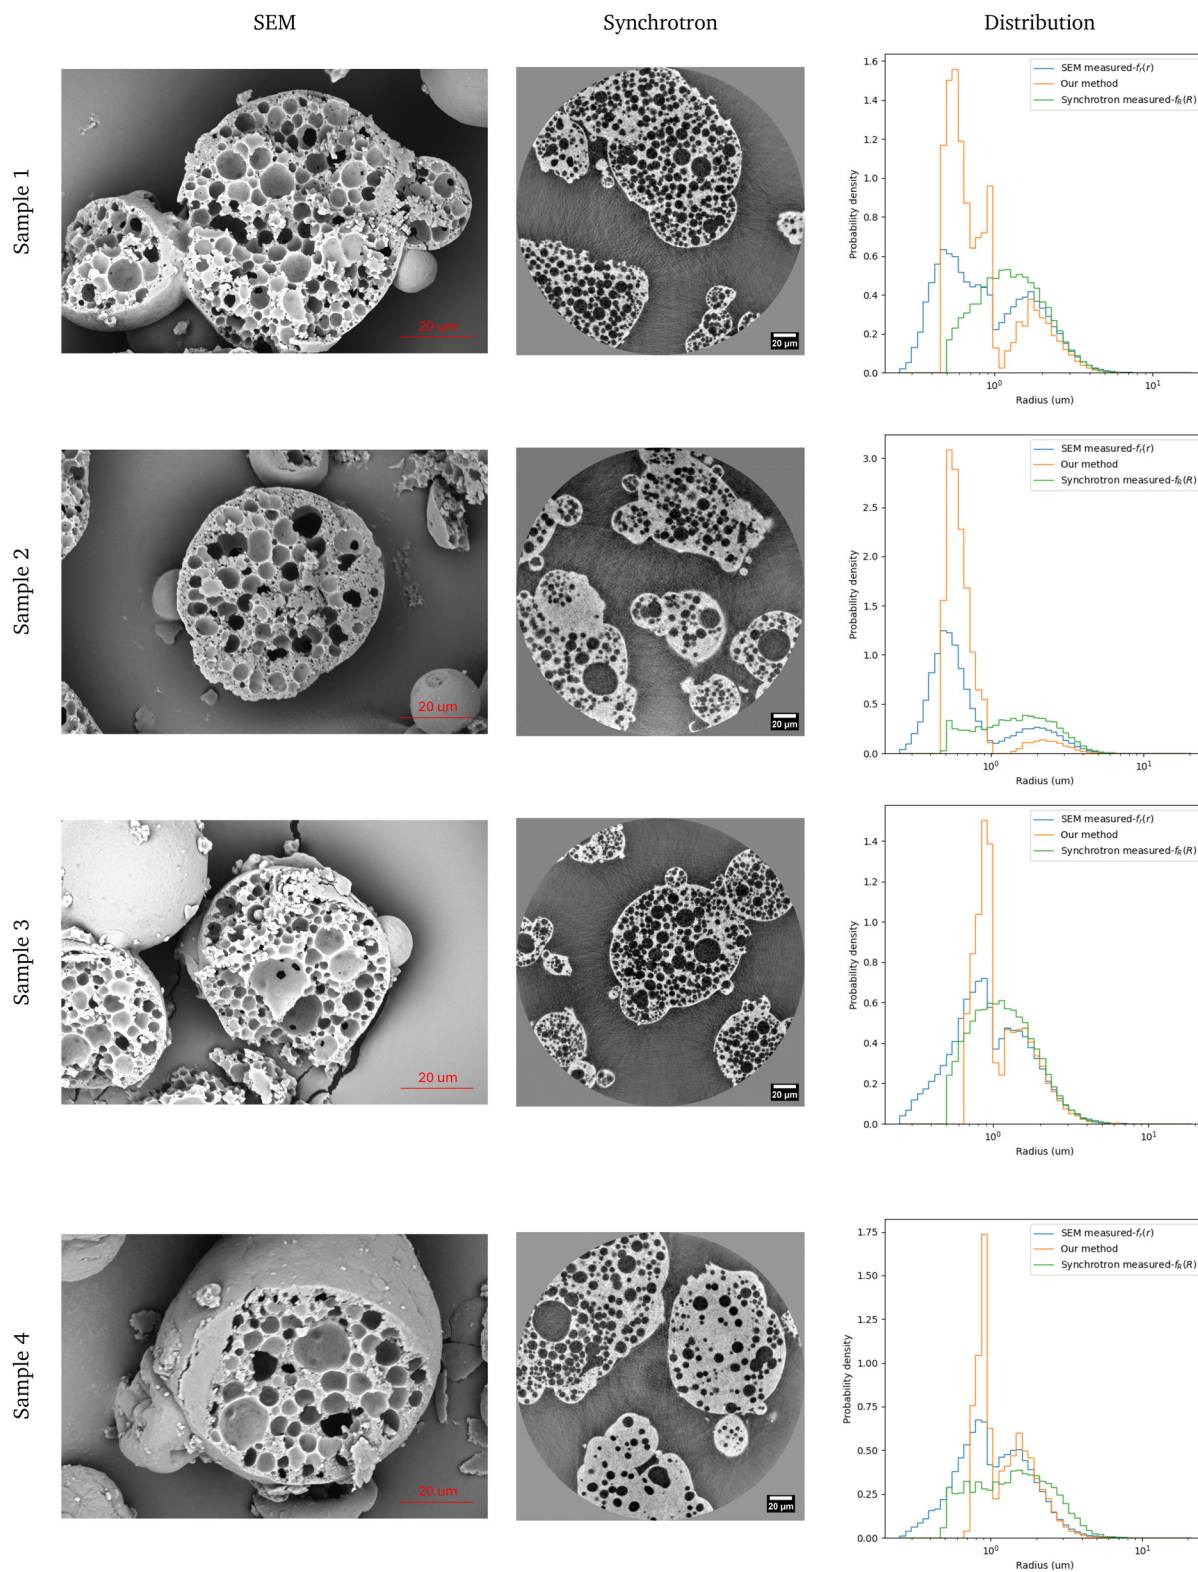 SEM Synchrotron Distribution
Sample 1
20 um
20 µm
SEM measured-fᵣ(r)
Our method
Synchrotron measured-f_R(R)
Probability density
1.6
1.4
1.2
1.0
0.8
0.6
0.4
0.2
0.0
10⁰ 10¹
Radius (um)
Sample 2
20 um
20 µm
SEM measured-fᵣ(r)
Our method
Synchrotron measured-f_R(R)
Probability density
3.0
2.5
2.0
1.5
1.0
0.5
0.0
10⁰ 10¹
Radius (um)
Sample 3
20 um
20 µm
SEM measured-fᵣ(r)
Our method
Synchrotron measured-f_R(R)
Probability density
1.4
1.2
1.0
0.8
0.6
0.4
0.2
0.0
10⁰ 10¹
Radius (um)
Sample 4
20 um
20 µm
SEM measured-fᵣ(r)
Our method
Synchrotron measured-f_R(R)
Probability density
1.75
1.50
1.25
1.00
0.75
0.50
0.25
0.00
10⁰ 10¹
Radius (um)